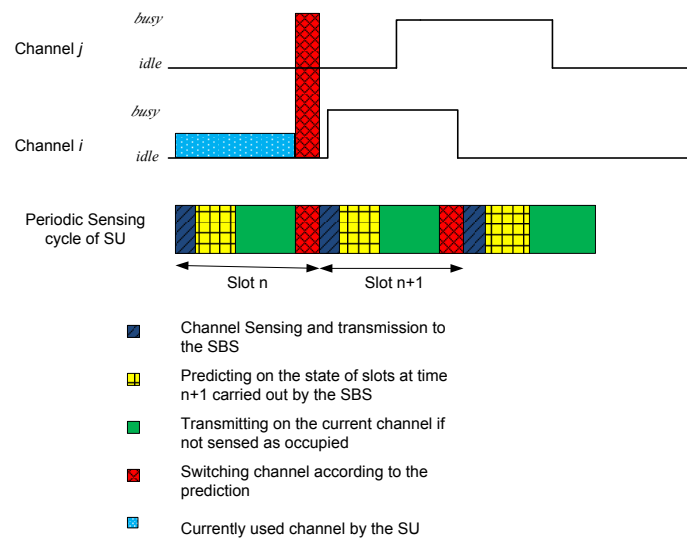 busy
Channel j
idle
busy
Channel i
idle
Periodic Sensing
cycle of SU
Slot n
Slot n+1
Channel Sensing and transmission to
the SBS
Predicting on the state of slots at time
n+1 carried out by the SBS
Transmitting on the current channel if
not sensed as occupied
Switching channel according to the
prediction
Currently used channel by the SU